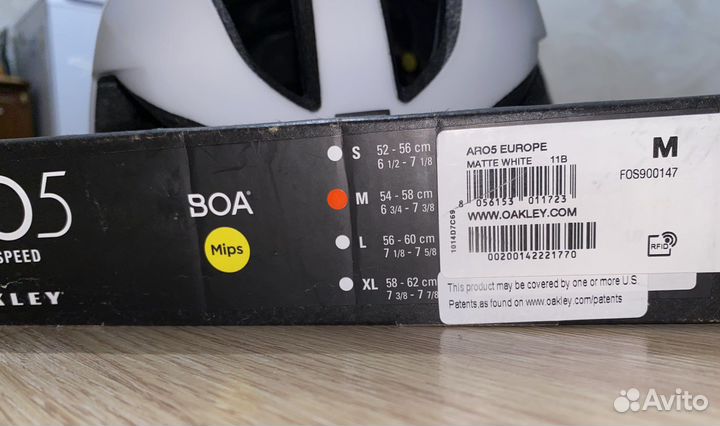 05
SPEED
KLEY
BOA®
Mips
S 52 - 56 cm
6 1/2 - 7 1/8
M 54 - 58 cm
6 3/4 - 7 3/8
L 56 - 60 cm
7 1/8 - 7 5/8
XL 58 - 62 cm
7 3/8 - 7 7/8
ARO5 EUROPE
MATTE WHITE 11B
8 056153 011723
WWW.OAKLEY.COM
00200142221770
1014D7C69
M
FOS900147
RFID
This product may be covered by one or more U.S.
Patents,as found on www.oakley.com/patents
Avito